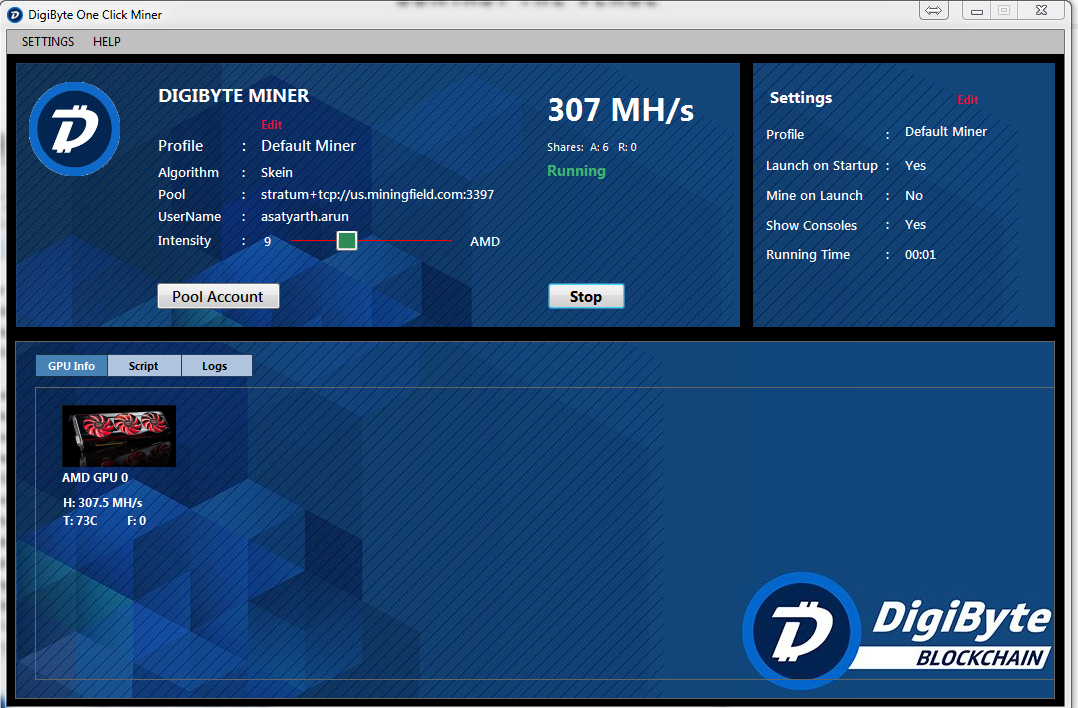 DigiByte One Click Miner
SETTINGS HELP
DIGIBYTE MINER
Edit
Profile : Default Miner
Algorithm : Skein
Pool : stratum+tcp://us.miningfield.com:3397
UserName : asatyarth.arun
Intensity : 9 AMD
Pool Account
307 MH/s
Shares: A: 6 R: 0
Running
Stop
Settings Edit
Profile : Default Miner
Launch on Startup : Yes
Mine on Launch : No
Show Consoles : Yes
Running Time : 00:01
GPU Info Script Logs
AMD GPU 0
H: 307.5 MH/s
T: 73C F: 0
DigiByte
BLOCKCHAIN